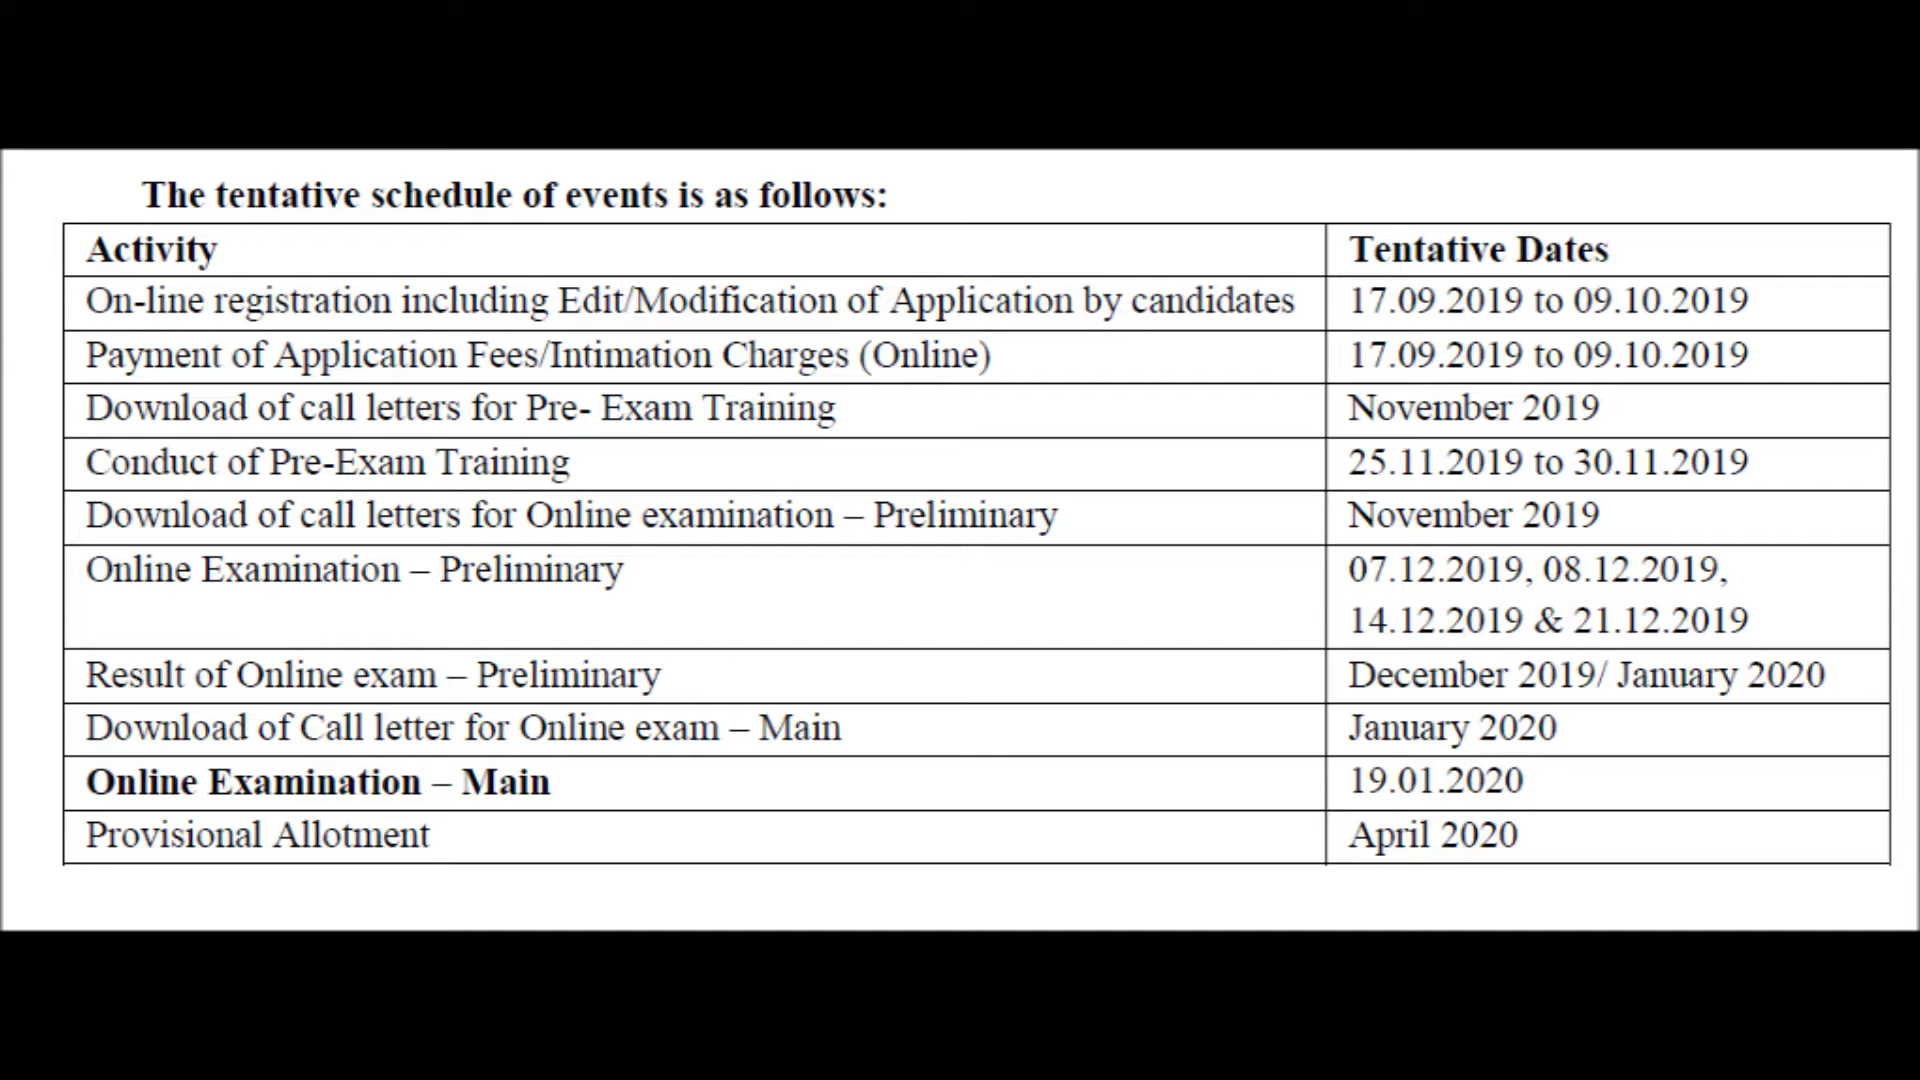 The tentative schedule of events is as follows:
Activity Tentative Dates
On-line registration including Edit/Modification of Application by candidates 17.09.2019 to 09.10.2019
Payment of Application Fees/Intimation Charges (Online) 17.09.2019 to 09.10.2019
Download of call letters for Pre- Exam Training November 2019
Conduct of Pre-Exam Training 25.11.2019 to 30.11.2019
Download of call letters for Online examination – Preliminary November 2019
Online Examination – Preliminary 07.12.2019, 08.12.2019,
14.12.2019 & 21.12.2019
Result of Online exam – Preliminary December 2019/ January 2020
Download of Call letter for Online exam – Main January 2020
Online Examination – Main 19.01.2020
Provisional Allotment April 2020